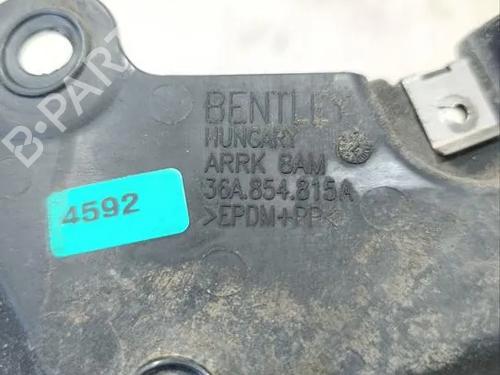 BENTLEY
HUNGARY
ARRK 8AM
36A.854.815A
>EPDM+PP<
4592
B-PARTS